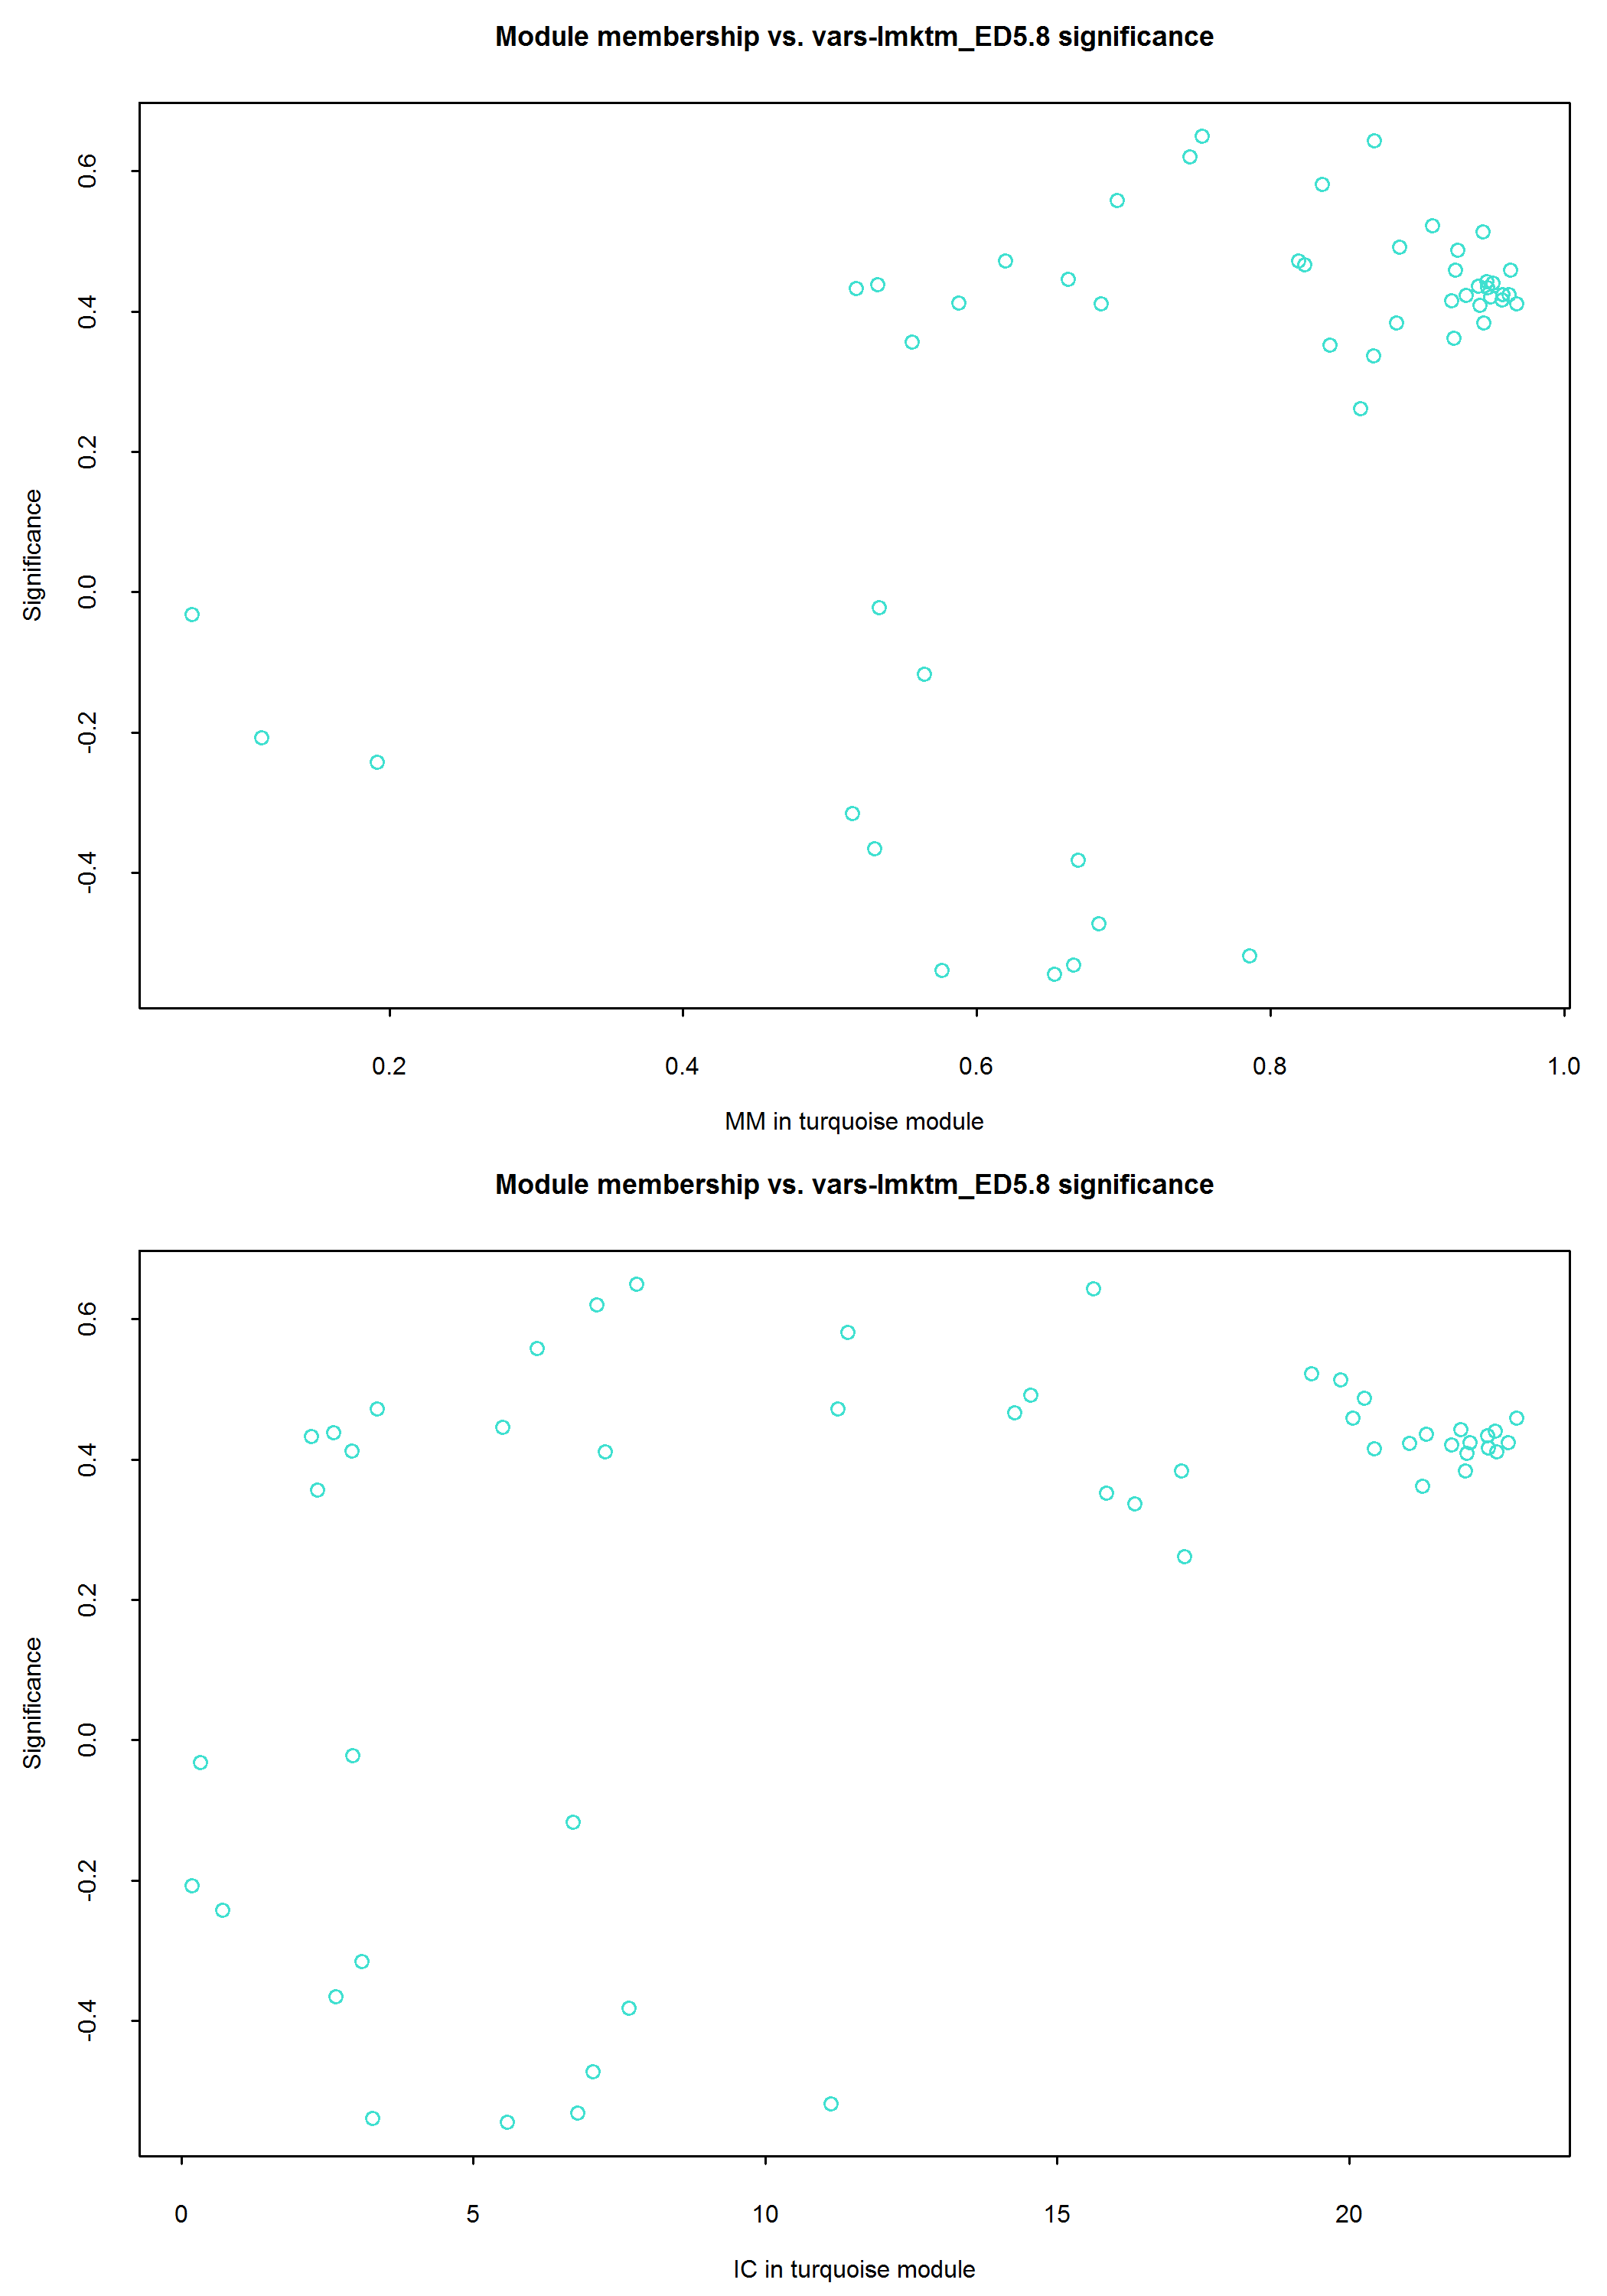 Module membership vs. vars-lmktm_ED5.8 significance
0.6
0.4
0.2
0.0
-0.2
-0.4
Significance
0.2 0.4 0.6 0.8 1.0
MM in turquoise module
Module membership vs. vars-lmktm_ED5.8 significance
0.6
0.4
0.2
0.0
-0.2
-0.4
Significance
0 5 10 15 20
IC in turquoise module